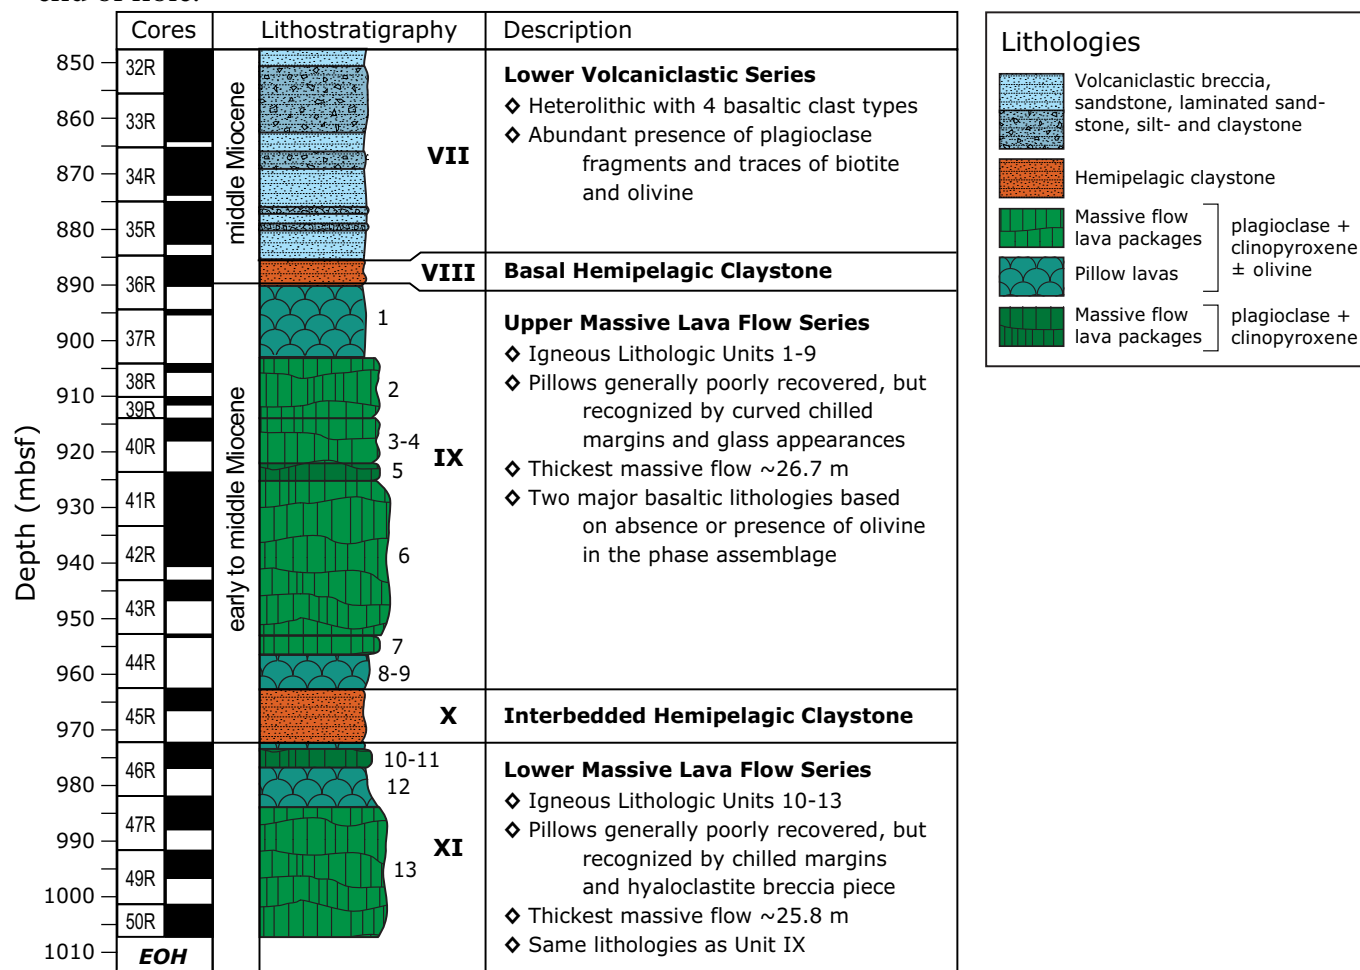 Cores
Lithostratigraphy
Description
Depth (mbsf)
850
860
870
880
890
900
910
920
930
940
950
960
970
980
990
1000
1010
32R
33R
34R
35R
36R
37R
38R
39R
40R
41R
42R
43R
44R
45R
46R
47R
49R
50R
EOH
middle Miocene
early to middle Miocene
VII
Lower Volcaniclastic Series
◇ Heterolithic with 4 basaltic clast types
◇ Abundant presence of plagioclase
fragments and traces of biotite
and olivine
VIII
Basal Hemipelagic Claystone
1
2
3-4
5
6
7
8-9
IX
Upper Massive Lava Flow Series
◇ Igneous Lithologic Units 1-9
◇ Pillows generally poorly recovered, but
recognized by curved chilled
margins and glass appearances
◇ Thickest massive flow ~26.7 m
◇ Two major basaltic lithologies based
on absence or presence of olivine
in the phase assemblage
X
Interbedded Hemipelagic Claystone
10-11
12
13
XI
Lower Massive Lava Flow Series
◇ Igneous Lithologic Units 10-13
◇ Pillows generally poorly recovered, but
recognized by chilled margins
and hyaloclastite breccia piece
◇ Thickest massive flow ~25.8 m
◇ Same lithologies as Unit IX
Lithologies
Volcaniclastic breccia,
sandstone, laminated sand-
stone, silt- and claystone
Hemipelagic claystone
Massive flow
lava packages
Pillow lavas
plagioclase +
clinopyroxene
± olivine
Massive flow
lava packages
plagioclase +
clinopyroxene